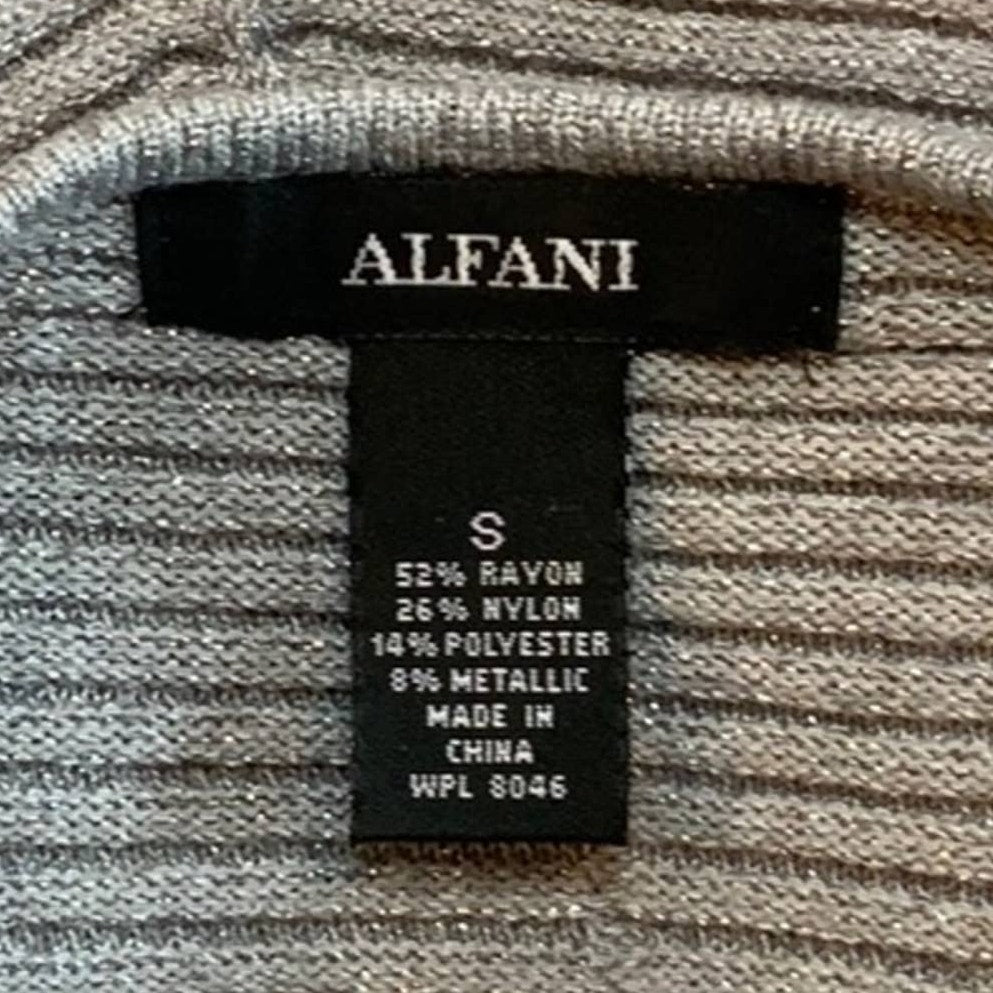 ALFANI
S
52% RAYON
26% NYLON
14% POLYESTER
8% METALLIC
MADE IN
CHINA
WPL 8046